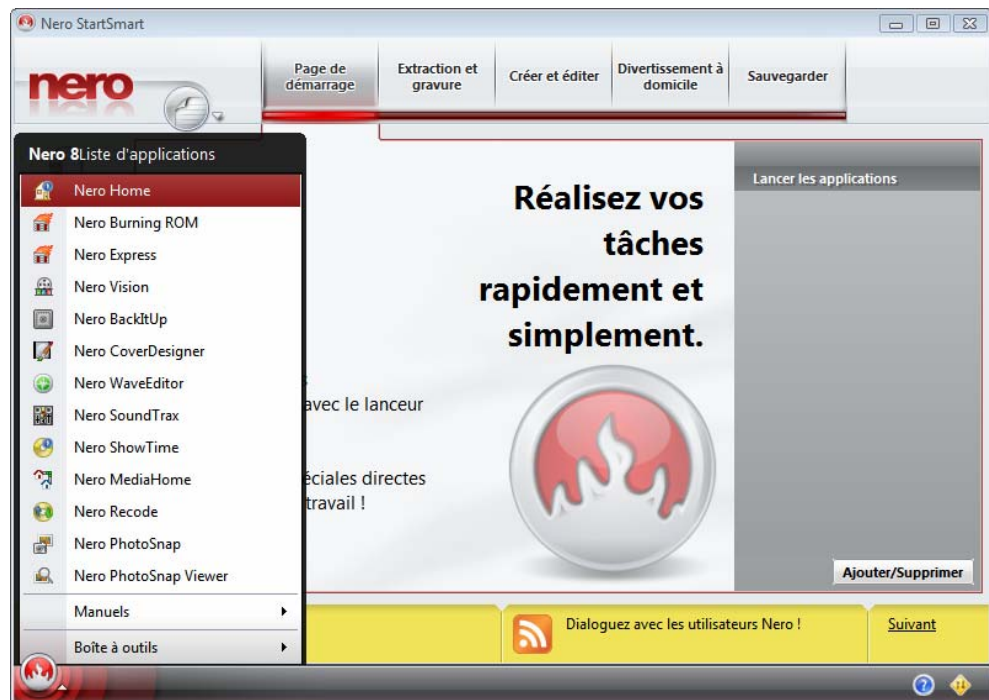 Nero StartSmart
nero
Page de
démarrage
Extraction et
gravure
Créer et éditer
Divertissement à
domicile
Sauvegarder
Nero 8Liste d'applications
Nero Home
Nero Burning ROM
Nero Express
Nero Vision
Nero BackItUp
Nero CoverDesigner
Nero WaveEditor
Nero SoundTrax
Nero ShowTime
Nero MediaHome
Nero Recode
Nero PhotoSnap
Nero PhotoSnap Viewer
Manuels
Boîte à outils
Réalisez vos
tâches
rapidement et
simplement.
avec le lanceur
éciales directes
travail !
Lancer les applications
Ajouter/Supprimer
Dialoguez avec les utilisateurs Nero !
Suivant